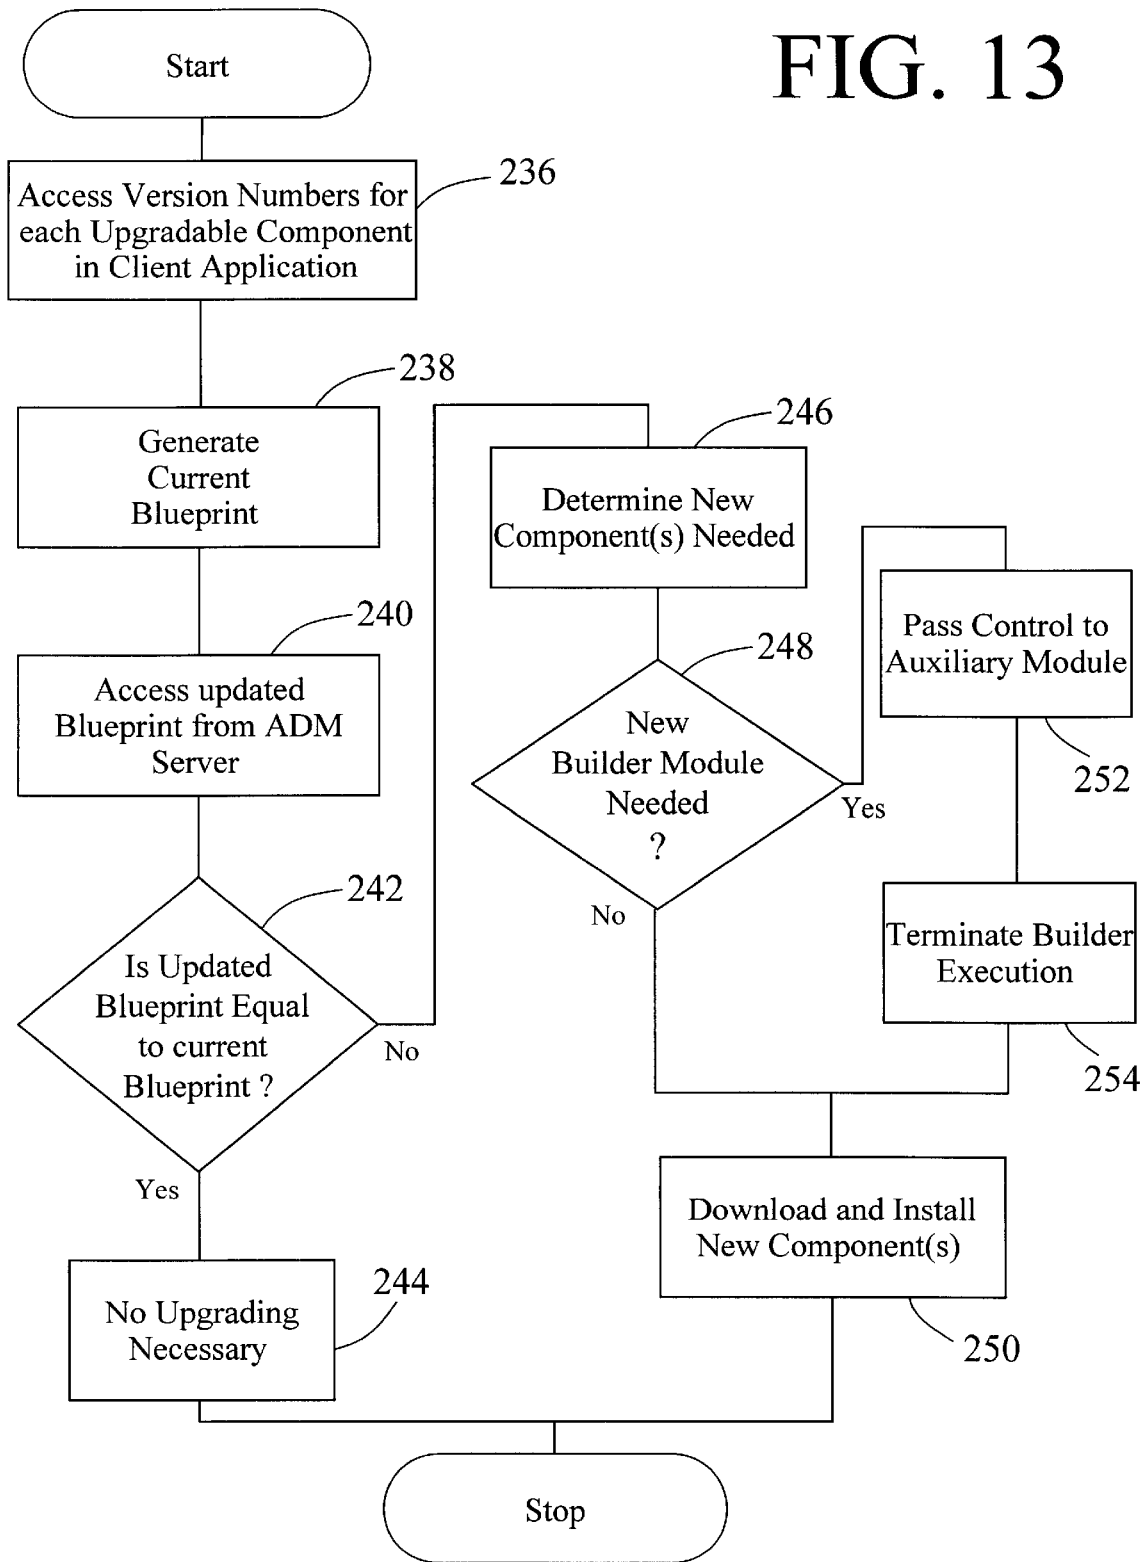 FIG. 13
Start
236
Access Version Numbers for
each Upgradable Component
in Client Application
238
Generate
Current
Blueprint
240
Access updated
Blueprint from ADM
Server
242
Is Updated
Blueprint Equal
to current
Blueprint ?
No
Yes
244
No Upgrading
Necessary
246
Determine New
Component(s) Needed
248
New
Builder Module
Needed
?
Yes
No
Pass Control to
Auxiliary Module
252
Terminate Builder
Execution
254
Download and Install
New Component(s)
250
Stop